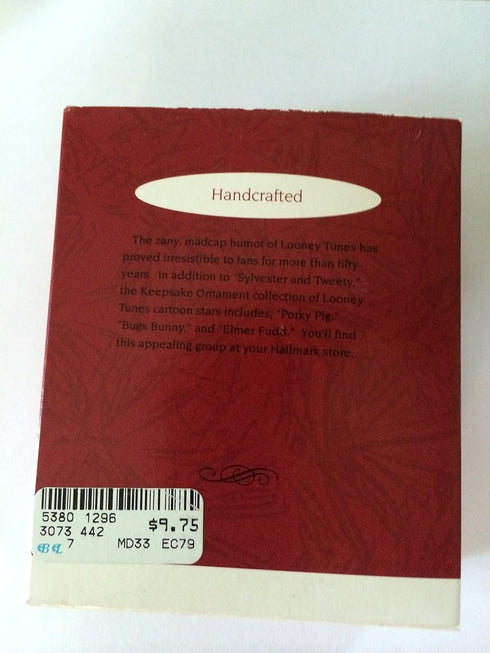 Handcrafted
The zany, madcap humor of Looney Tunes has
proved irresistible to fans for more than fifty
years. In addition to "Sylvester and Tweety,"
the Keepsake Ornament collection of Looney
Tunes cartoon stars includes, "Porky Pig,"
"Bugs Bunny," and "Elmer Fudd." You'll find
this appealing group at your Hallmark store.
5380 1296
$9.75
3073 442
7 MD33 EC79